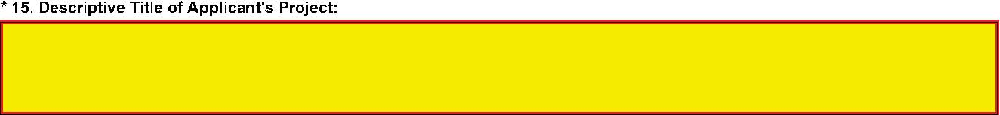 * 15. Descriptive Title of Applicant's Project: